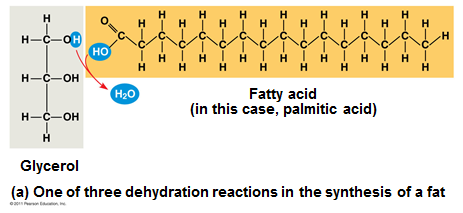 H
H–C–OH
H–C–OH
H–C–OH
H
O
HO
C
H H H H H H H
H H H H H H H H
C C C C C C C C C C C C C C C
H
H H H H H H H H
H H H H H H H
H₂O
Fatty acid
(in this case, palmitic acid)
Glycerol
(a) One of three dehydration reactions in the synthesis of a fat
© 2011 Pearson Education, Inc.